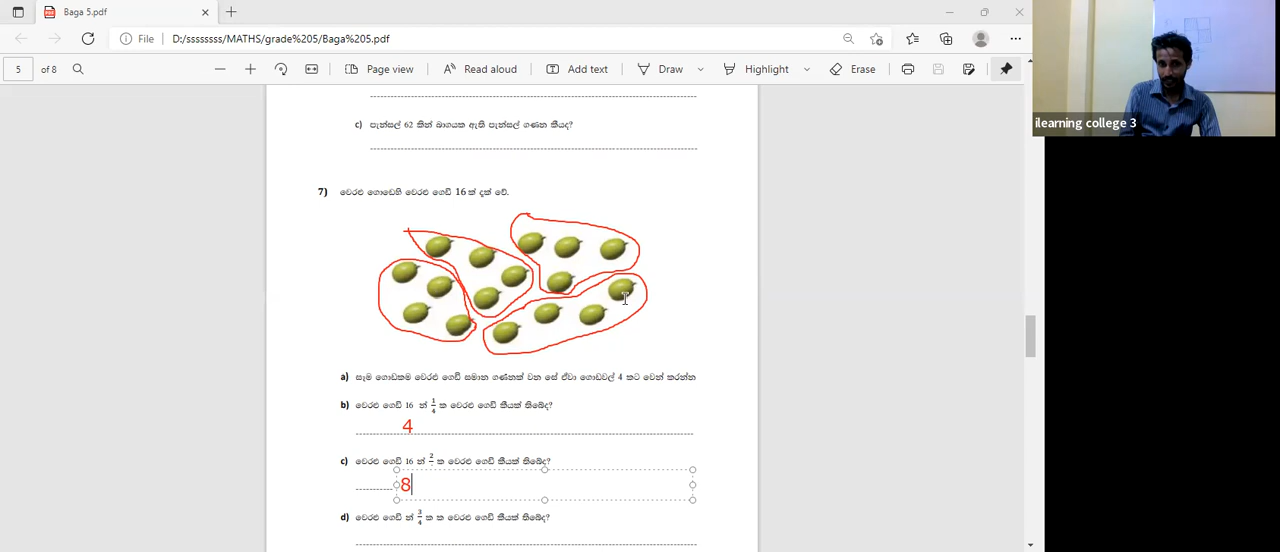 Baga 5.pdf
File
D:/ssssssss/MATHS/grade%205/Baga%205.pdf
5 of 8
Page view
Read aloud
Add text
Draw
Highlight
Erase
ilearning college 3
c) පැන්සල් 62 කින් බාගයක ඇති පැන්සල් ගණන කීයද?
7) වෙරළු ගොඩෙහි වෙරළු ගෙඩි 16 ක් දැක් වේ.
a) සෑම ගොඩකම වෙරළු ගෙඩි සමාන ගණනක් වන සේ ඒවා ගොඩවල් 4 කට වෙන් කරන්න
b) වෙරළු ගෙඩි 16 න් 1/4 ක වෙරළු ගෙඩි කීයක් තිබේද?
4
c) වෙරළු ගෙඩි 16 න් 2/ ක වෙරළු ගෙඩි කීයක් තිබේද?
8
d) වෙරළු ගෙඩි න් 3/4 ක ක වෙරළු ගෙඩි කීයක් තිබේද?